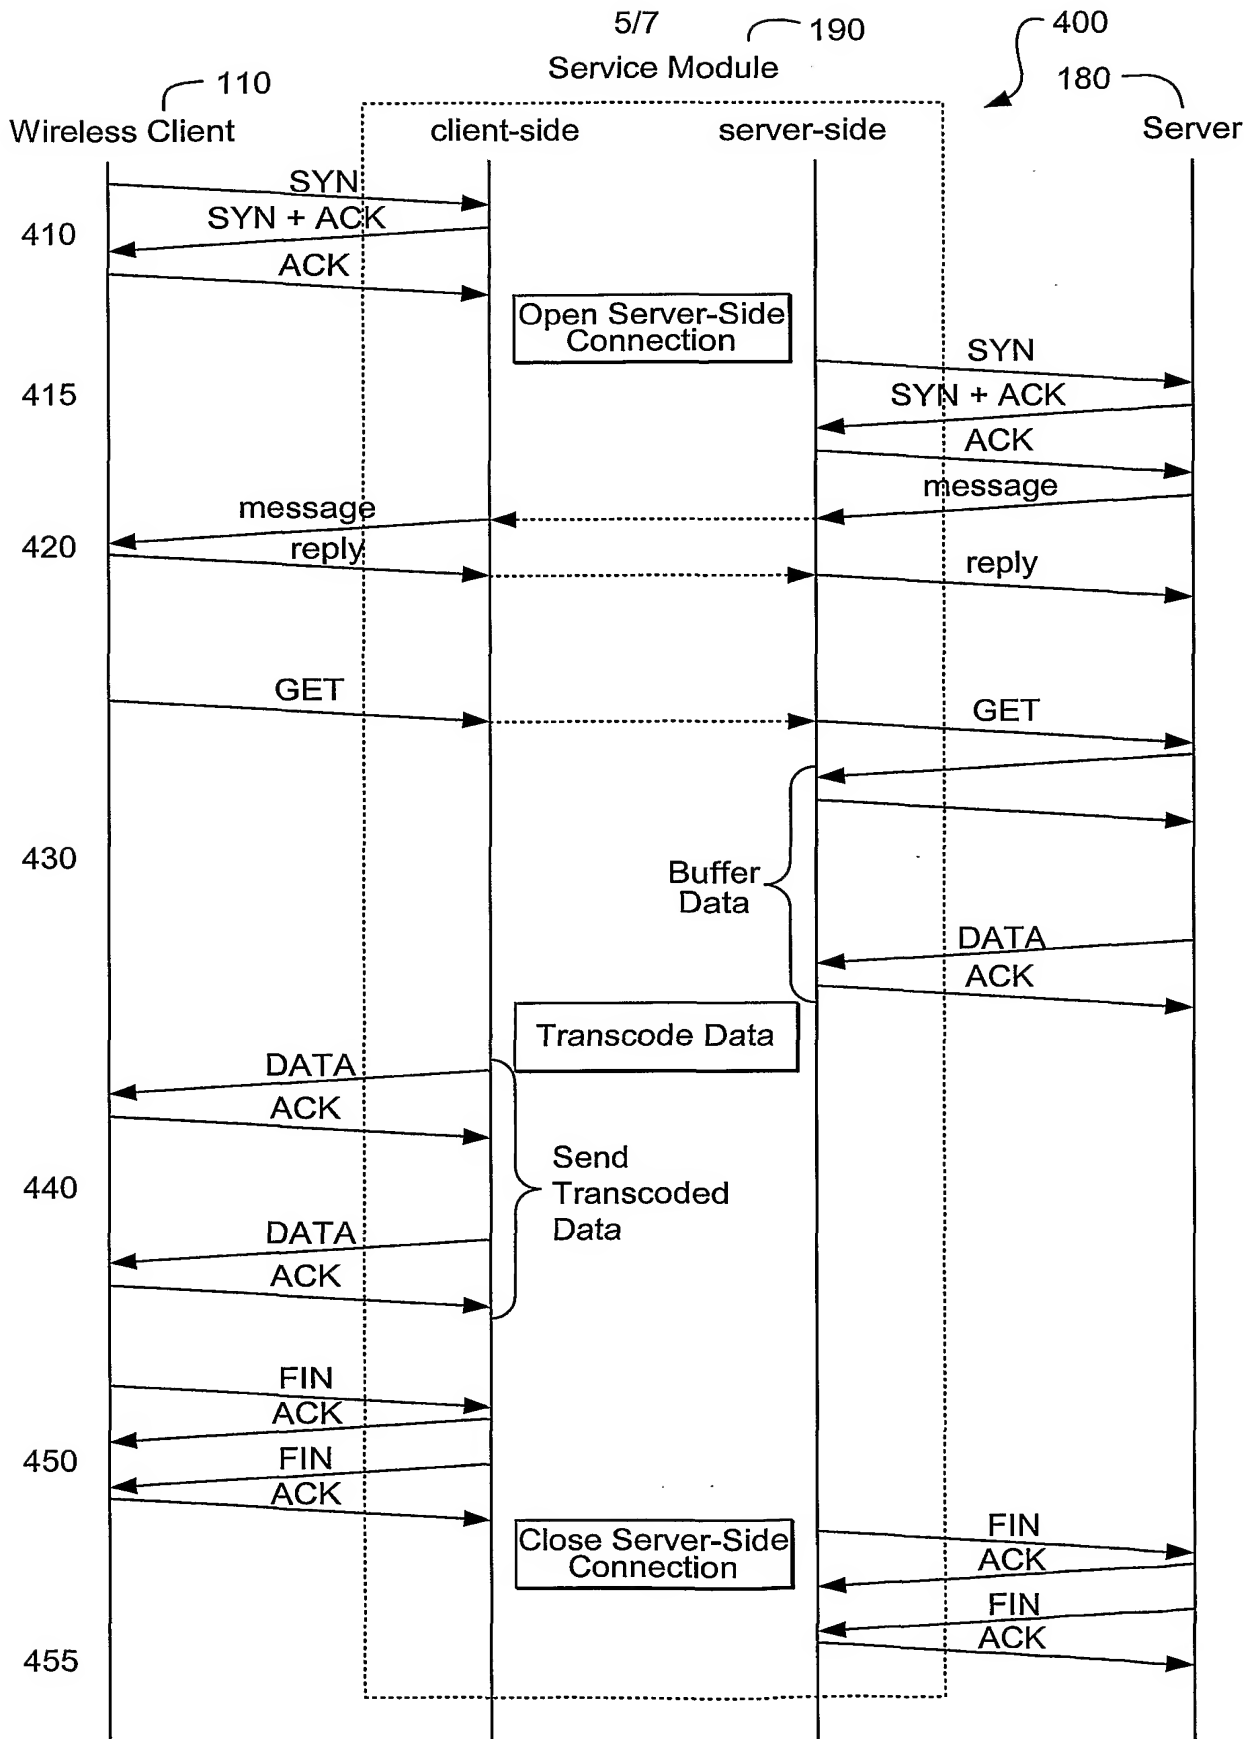 5/7
190
400
Service Module
110
180
Wireless Client
client-side
server-side
Server
SYN
SYN + ACK
410
ACK
Open Server-Side
Connection
SYN
415
SYN + ACK
ACK
message
message
420
reply
reply
GET
GET
430
Buffer
Data
DATA
ACK
Transcode Data
DATA
ACK
Send
Transcoded
Data
440
DATA
ACK
FIN
ACK
450
FIN
ACK
Close Server-Side
Connection
FIN
ACK
FIN
ACK
455